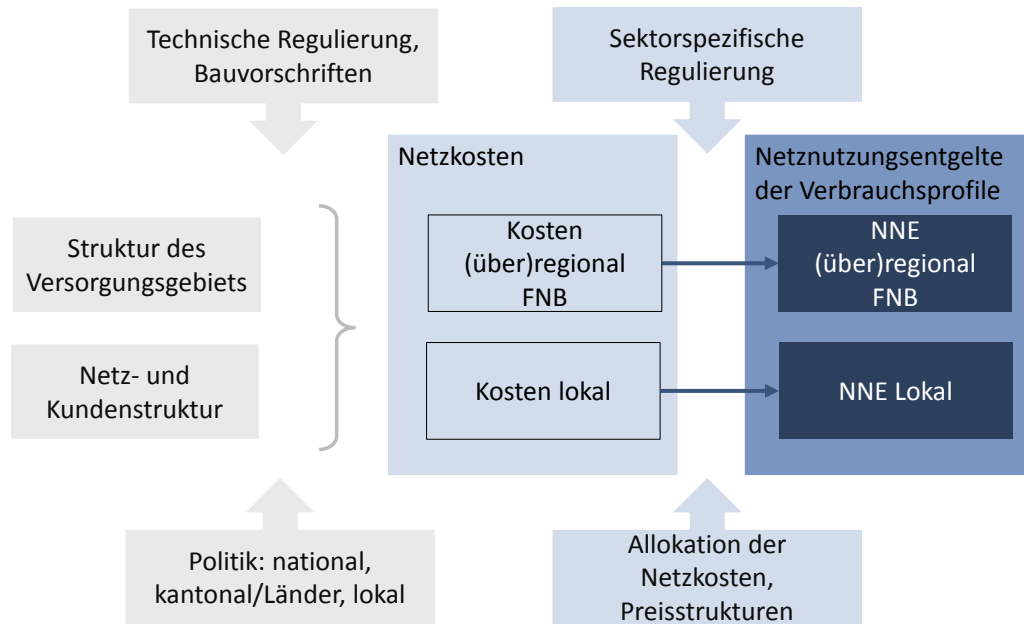 Technische Regulierung,
Bauvorschriften
Sektorspezifische
Regulierung
Netzkosten
Netznutzungsentgelte
der Verbrauchsprofile
Struktur des
Versorgungsgebiets
Kosten
(über)regional
FNB
NNE
(über)regional
FNB
Netz- und
Kundenstruktur
Kosten lokal
NNE Lokal
Politik: national,
kantonal/Länder, lokal
Allokation der
Netzkosten,
Preisstrukturen